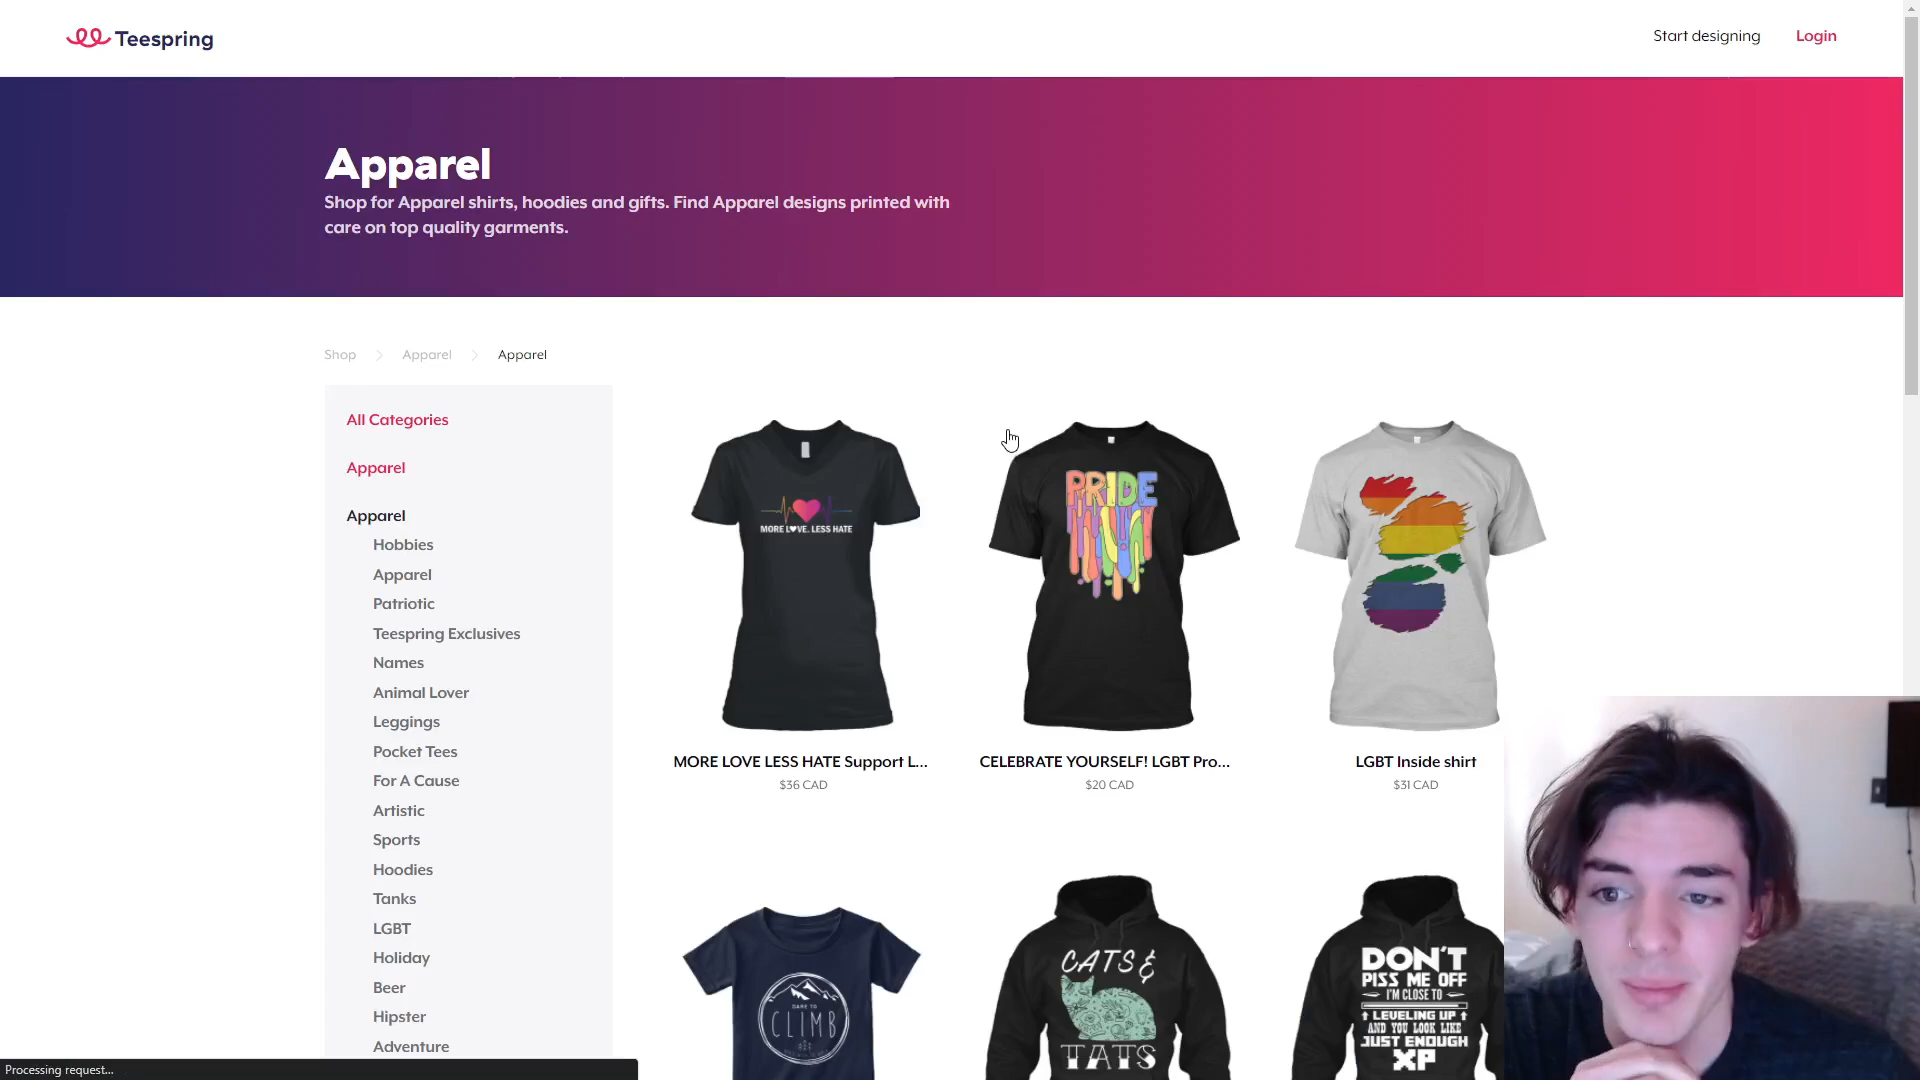 Teespring
Start designing
Login
Apparel
Shop for Apparel shirts, hoodies and gifts. Find Apparel designs printed with
care on top quality garments.
Shop
Apparel
Apparel
All Categories
Apparel
Apparel
Hobbies
Apparel
Patriotic
Teespring Exclusives
Names
Animal Lover
Leggings
Pocket Tees
For A Cause
Artistic
Sports
Hoodies
Tanks
LGBT
Holiday
Beer
Hipster
Adventure
MORE LOVE. LESS HATE
PRIDE
MORE LOVE LESS HATE Support L...
$36 CAD
CELEBRATE YOURSELF! LGBT Pro...
$20 CAD
LGBT Inside shirt
$31 CAD
DARE TO
CLIMB
CATS &
TATS
DON'T
PISS ME OFF
I'M CLOSE TO
LEVELING UP
AND YOU LOOK LIKE
JUST ENOUGH
XP
Processing request...